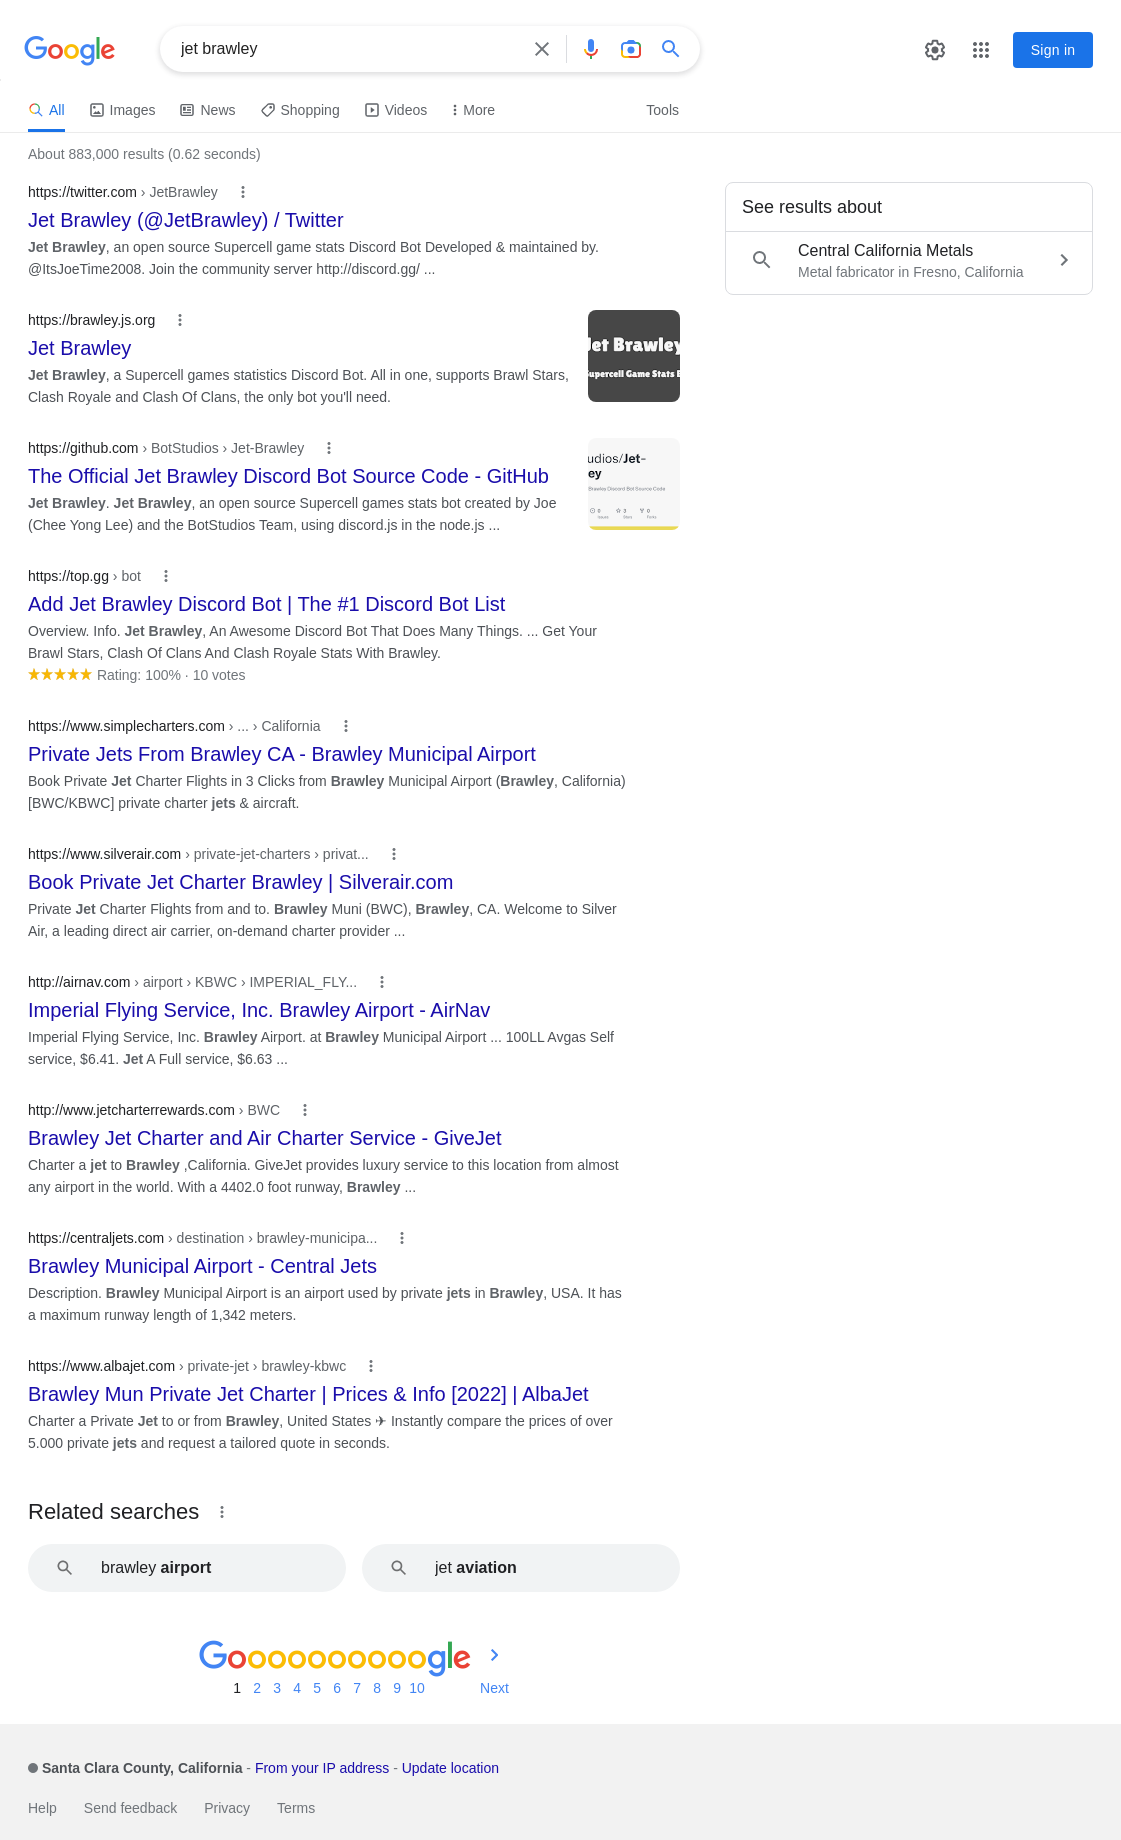 Google
jet brawley
Sign in
All
Images
News
Shopping
Videos
More
Tools
About 883,000 results (0.62 seconds)
https://twitter.com › JetBrawley
Jet Brawley (@JetBrawley) / Twitter
Jet Brawley, an open source Supercell game stats Discord Bot Developed & maintained by.
@ItsJoeTime2008. Join the community server http://discord.gg/ ...
See results about
Central California Metals
Metal fabricator in Fresno, California
https://brawley.js.org
Jet Brawley
Jet Brawley, a Supercell games statistics Discord Bot. All in one, supports Brawl Stars,
Clash Royale and Clash Of Clans, the only bot you'll need.
Jet Brawley
Supercell Game Stats B
https://github.com › BotStudios › Jet-Brawley
The Official Jet Brawley Discord Bot Source Code - GitHub
Jet Brawley. Jet Brawley, an open source Supercell games stats bot created by Joe
(Chee Yong Lee) and the BotStudios Team, using discord.js in the node.js ...
udios/Jet-
ey
Brawley Discord Bot Source Code
https://top.gg › bot
Add Jet Brawley Discord Bot | The #1 Discord Bot List
Overview. Info. Jet Brawley, An Awesome Discord Bot That Does Many Things. ... Get Your
Brawl Stars, Clash Of Clans And Clash Royale Stats With Brawley.
Rating: 100% · 10 votes
https://www.simplecharters.com › ... › California
Private Jets From Brawley CA - Brawley Municipal Airport
Book Private Jet Charter Flights in 3 Clicks from Brawley Municipal Airport (Brawley, California)
[BWC/KBWC] private charter jets & aircraft.
https://www.silverair.com › private-jet-charters › privat...
Book Private Jet Charter Brawley | Silverair.com
Private Jet Charter Flights from and to. Brawley Muni (BWC), Brawley, CA. Welcome to Silver
Air, a leading direct air carrier, on-demand charter provider ...
http://airnav.com › airport › KBWC › IMPERIAL_FLY...
Imperial Flying Service, Inc. Brawley Airport - AirNav
Imperial Flying Service, Inc. Brawley Airport. at Brawley Municipal Airport ... 100LL Avgas Self
service, $6.41. Jet A Full service, $6.63 ...
http://www.jetcharterrewards.com › BWC
Brawley Jet Charter and Air Charter Service - GiveJet
Charter a jet to Brawley ,California. GiveJet provides luxury service to this location from almost
any airport in the world. With a 4402.0 foot runway, Brawley ...
https://centraljets.com › destination › brawley-municipa...
Brawley Municipal Airport - Central Jets
Description. Brawley Municipal Airport is an airport used by private jets in Brawley, USA. It has
a maximum runway length of 1,342 meters.
https://www.albajet.com › private-jet › brawley-kbwc
Brawley Mun Private Jet Charter | Prices & Info [2022] | AlbaJet
Charter a Private Jet to or from Brawley, United States ✈ Instantly compare the prices of over
5.000 private jets and request a tailored quote in seconds.
Related searches
brawley airport
jet aviation
Goooooooooogle
1 2 3 4 5 6 7 8 9 10 Next
Santa Clara County, California - From your IP address - Update location
Help Send feedback Privacy Terms